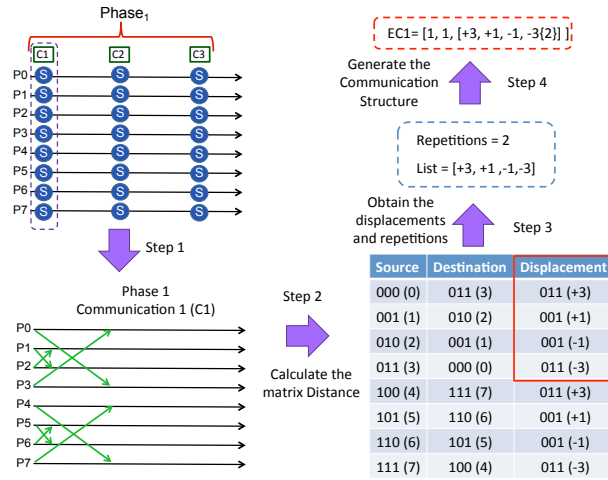 Phase1
C1 C2 C3
P0 S S S
P1 S S S
P2 S S S
P3 S S S
P4 S S S
P5 S S S
P6 S S S
P7 S S S
Step 1
Phase 1
Communication 1 (C1)
P0
P1
P2
P3
P4
P5
P6
P7
Step 2
Calculate the
matrix Distance
Source Destination Displacement
000 (0) 011 (3) 011 (+3)
001 (1) 010 (2) 001 (+1)
010 (2) 001 (1) 001 (-1)
011 (3) 000 (0) 011 (-3)
100 (4) 111 (7) 011 (+3)
101 (5) 110 (6) 001 (+1)
110 (6) 101 (5) 001 (-1)
111 (7) 100 (4) 011 (-3)
Obtain the
displacements
and repetitions
Step 3
Repetitions = 2
List = [+3, +1 ,-1,-3]
Generate the
Communication
Structure
Step 4
EC1= [1, 1, [+3, +1, -1, -3{2}] ]